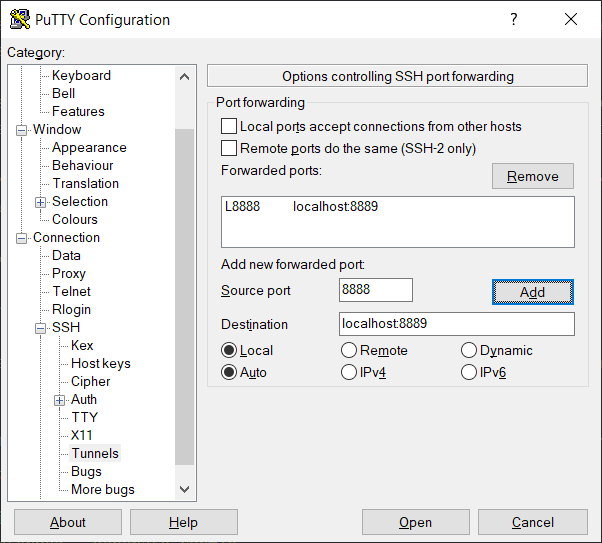 PuTTY Configuration
?
Category:
Keyboard
Bell
Features
Window
Appearance
Behaviour
Translation
Selection
Colours
Connection
Data
Proxy
Telnet
Rlogin
SSH
Kex
Host keys
Cipher
Auth
TTY
X11
Tunnels
Bugs
More bugs
Options controlling SSH port forwarding
Port forwarding
Local ports accept connections from other hosts
Remote ports do the same (SSH-2 only)
Forwarded ports:
Remove
L8888 localhost:8889
Add new forwarded port:
Source port 8888 Add
Destination localhost:8889
Local Remote Dynamic
Auto IPv4 IPv6
About Help Open Cancel